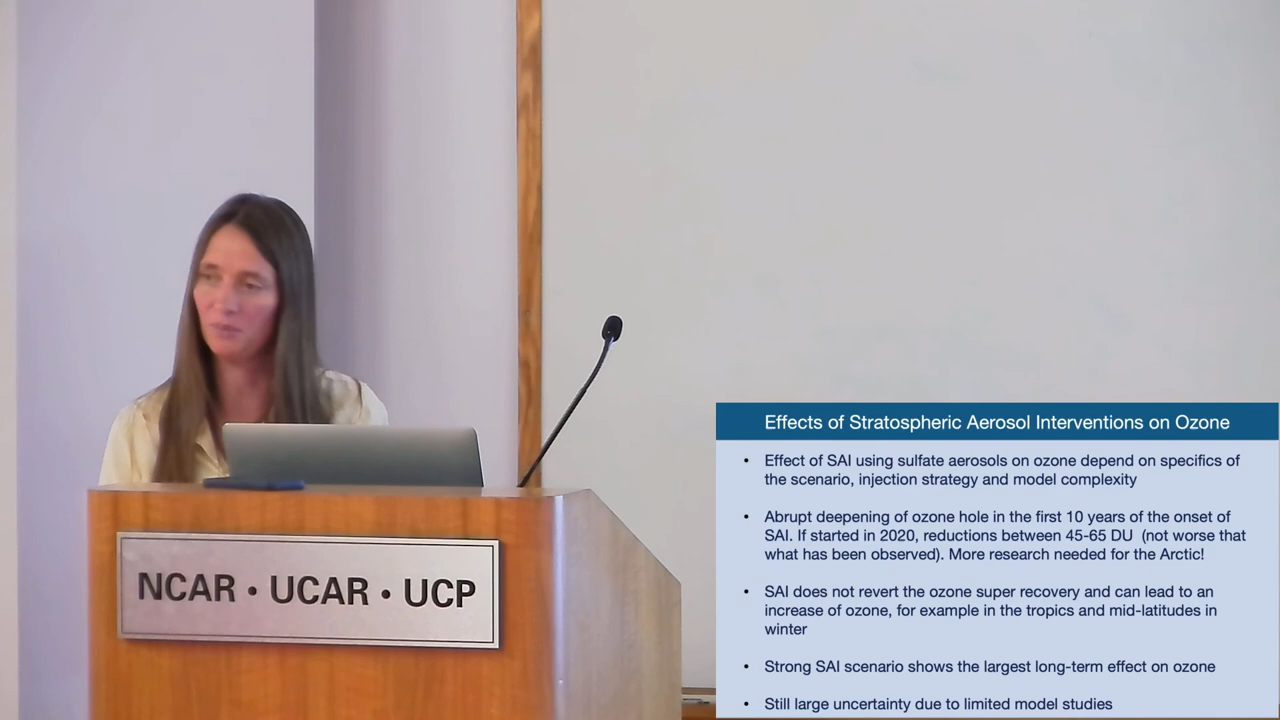 NCAR • UCAR • UCP
Effects of Stratospheric Aerosol Interventions on Ozone
• Effect of SAI using sulfate aerosols on ozone depend on specifics of
the scenario, injection strategy and model complexity
• Abrupt deepening of ozone hole in the first 10 years of the onset of
SAI. If started in 2020, reductions between 45-65 DU (not worse that
what has been observed). More research needed for the Arctic!
• SAI does not revert the ozone super recovery and can lead to an
increase of ozone, for example in the tropics and mid-latitudes in
winter
• Strong SAI scenario shows the largest long-term effect on ozone
• Still large uncertainty due to limited model studies